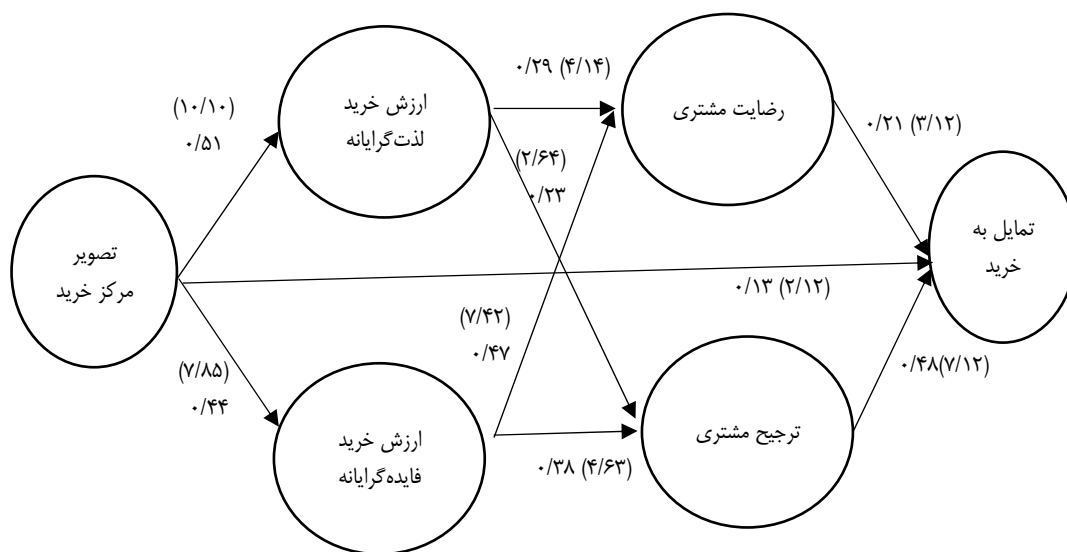 ۰/۲۹ (۴/۱۴)
ارزش خرید
لذت‌گرایانه
رضایت مشتری
(۱۰/۱۰)
۰/۵۱
۰/۲۱ (۳/۱۲)
(۲/۶۴)
۰/۲۳
تصویر
مرکز خرید
تمایل به
خرید
۰/۱۳ (۲/۱۲)
(۷/۴۲)
۰/۴۷
(۷/۸۵)
۰/۴۴
۰/۴۸(۷/۱۲)
ارزش خرید
فایده‌گرایانه
ترجیح مشتری
۰/۳۸ (۴/۶۳)